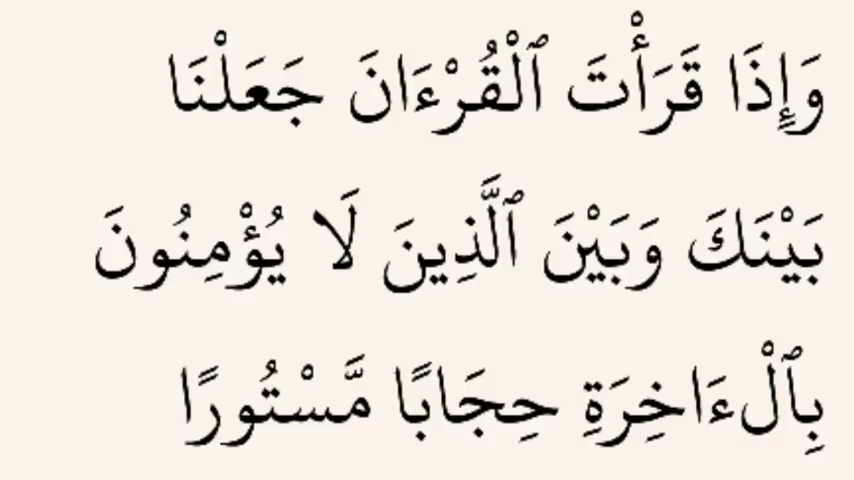 وَإِذَا قَرَأْتَ ٱلْقُرْءَانَ جَعَلْنَا
بَيْنَكَ وَبَيْنَ ٱلَّذِينَ لَا يُؤْمِنُونَ
بِٱلْءَاخِرَةِ حِجَابًا مَّسْتُورًا